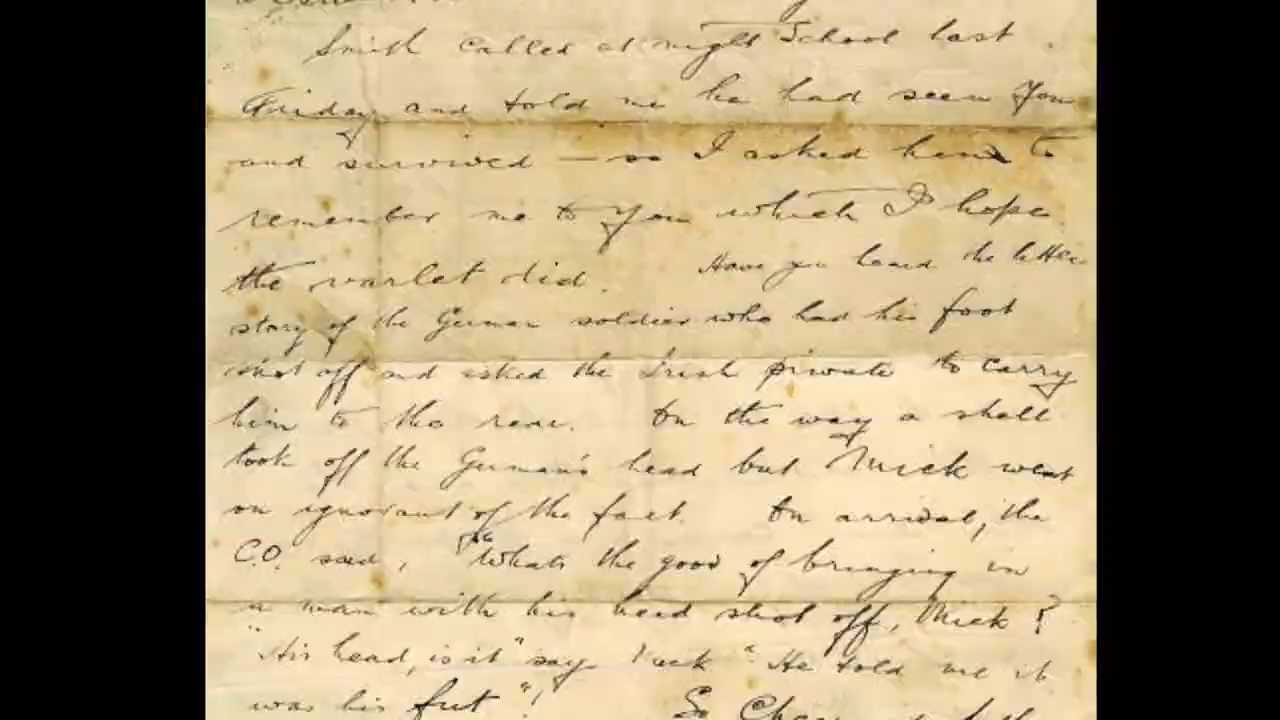 Smith called at night School last
Friday and told me he had seen you
and survived — so I asked him to
remember me to you which I hope
the varlet did. Have you heard the little
story of the German soldier who had his foot
shot off and asked the Irish private to carry
him to the rear. On the way a shell
took off the German's head but Mick went
on ignorant of the fact. On arrival, the
C.O. said, "Whats the good of bringing in
a man with his head shot off, Mick?
"His head, is it" say Mick "He told me it
was his fut"!
So